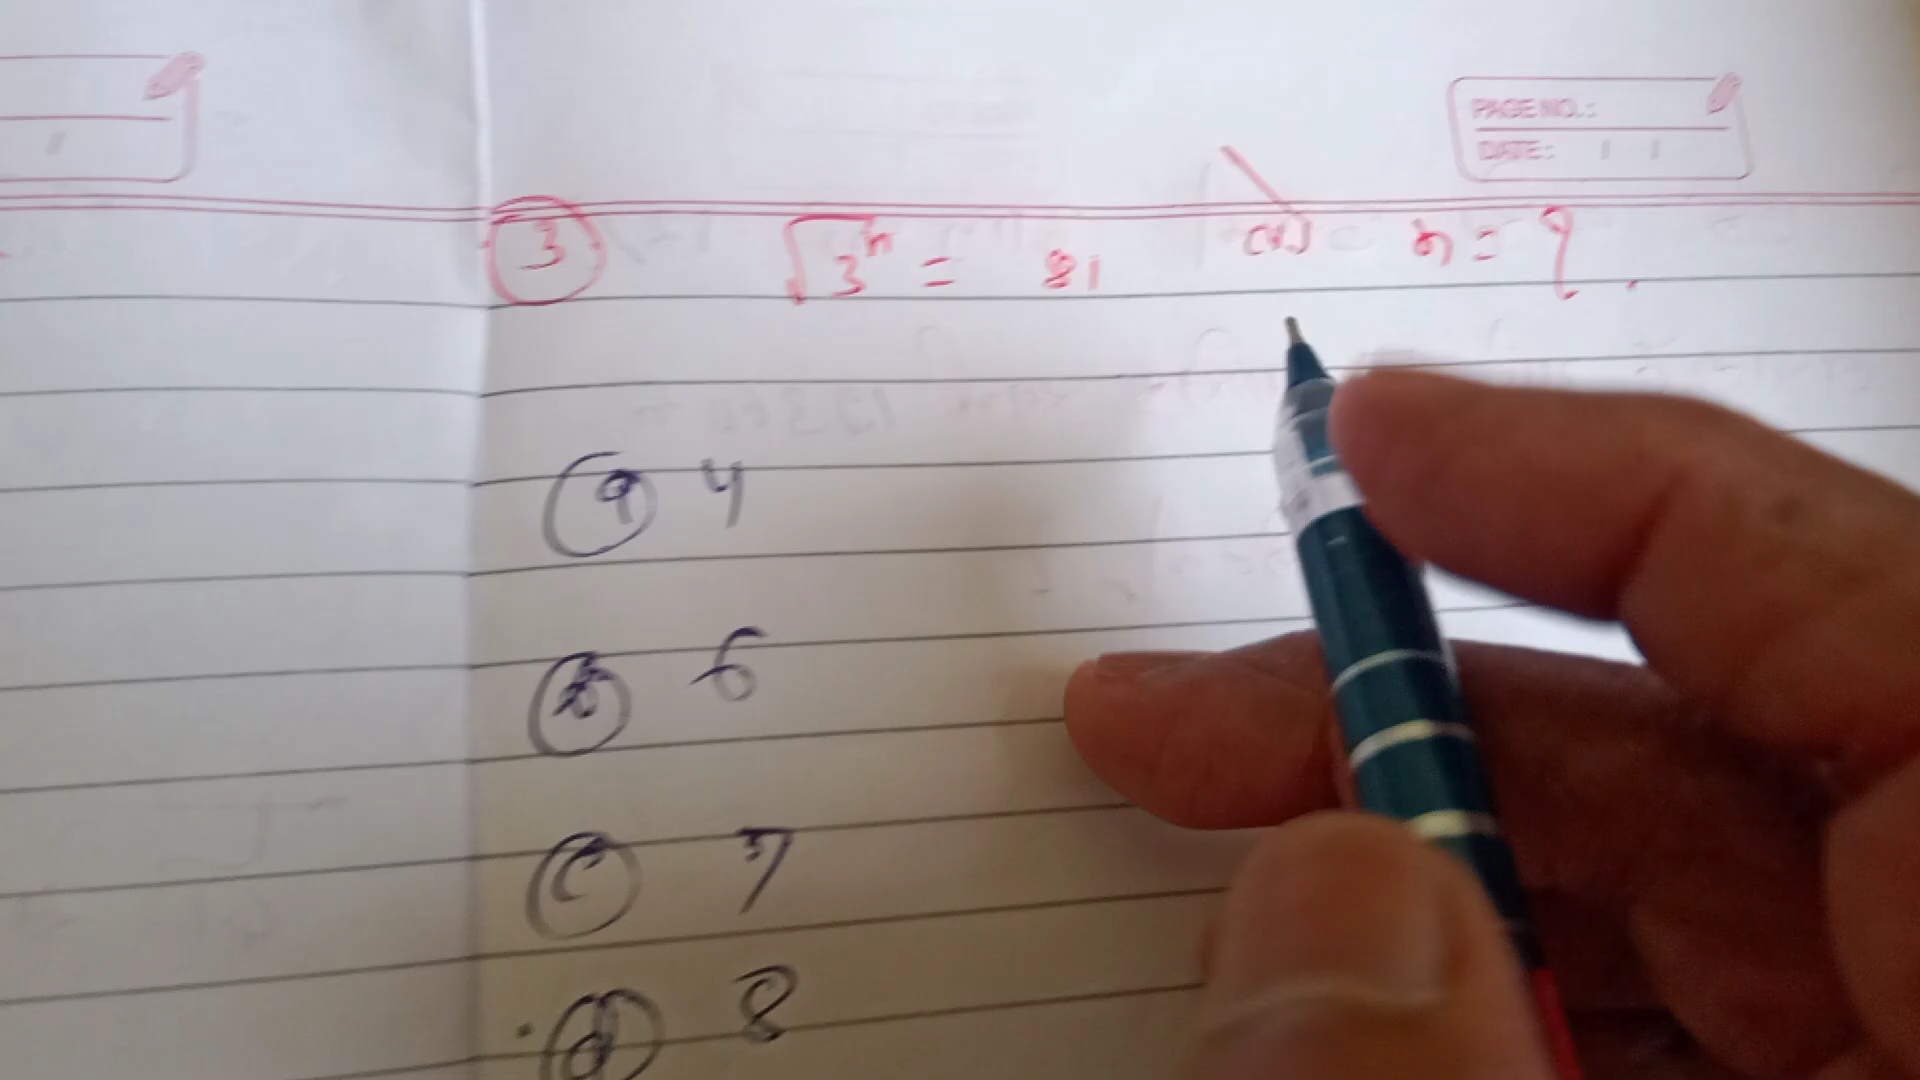 PAGE NO.:
DATE: / /
③ √3ⁿ = 81 n = ?
ⓐ 4
ⓑ 6
ⓒ 7
ⓓ 8